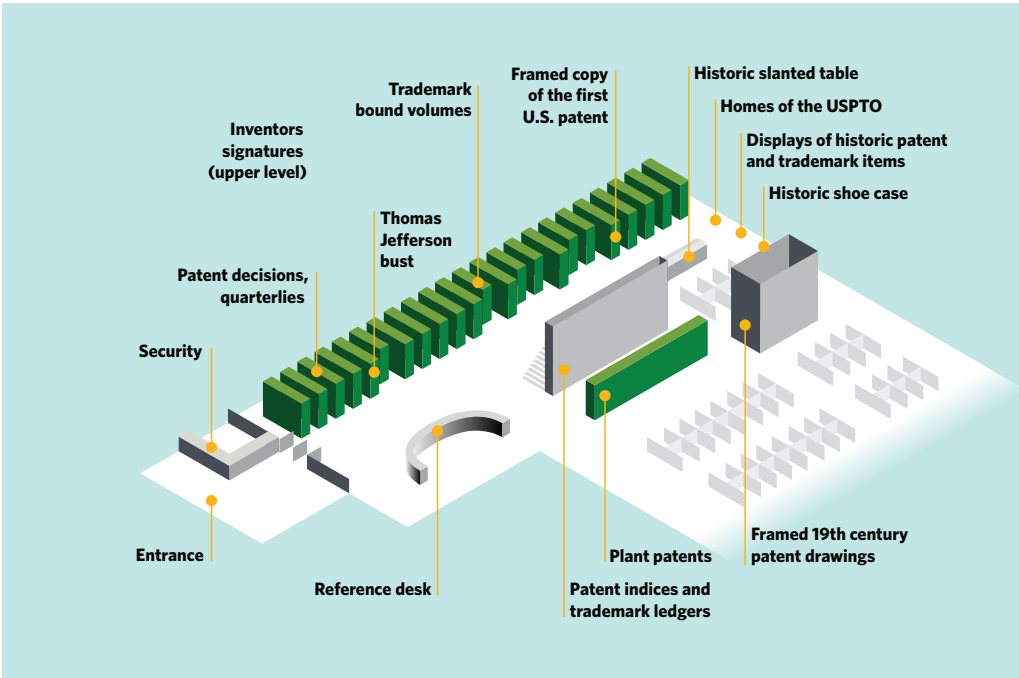 Framed copy
of the first
U.S. patent
Historic slanted table
Trademark
bound volumes
Homes of the USPTO
Inventors
signatures
(upper level)
Displays of historic patent
and trademark items
Historic shoe case
Thomas
Jefferson
bust
Patent decisions,
quarterlies
Security
Entrance
Reference desk
Plant patents
Patent indices and
trademark ledgers
Framed 19th century
patent drawings